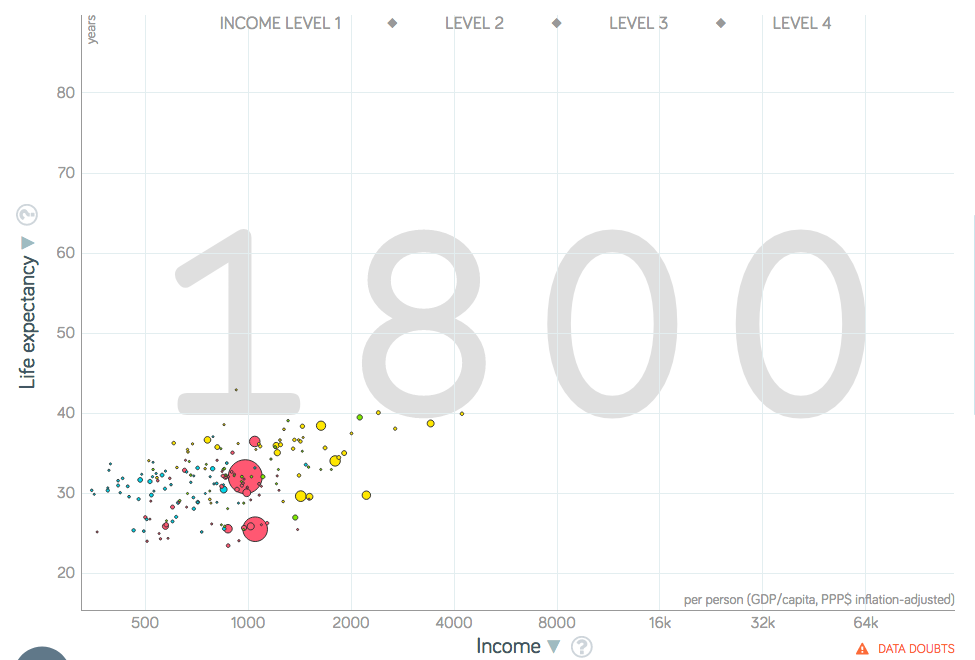 INCOME LEVEL 1 ◆ LEVEL 2 ◆ LEVEL 3 ◆ LEVEL 4
years
80
70
60
50
40
30
20
Life expectancy ▼ ?
1800
per person (GDP/capita, PPP$ inflation-adjusted)
500 1000 2000 4000 8000 16k 32k 64k
Income ▼ ?
DATA DOUBTS